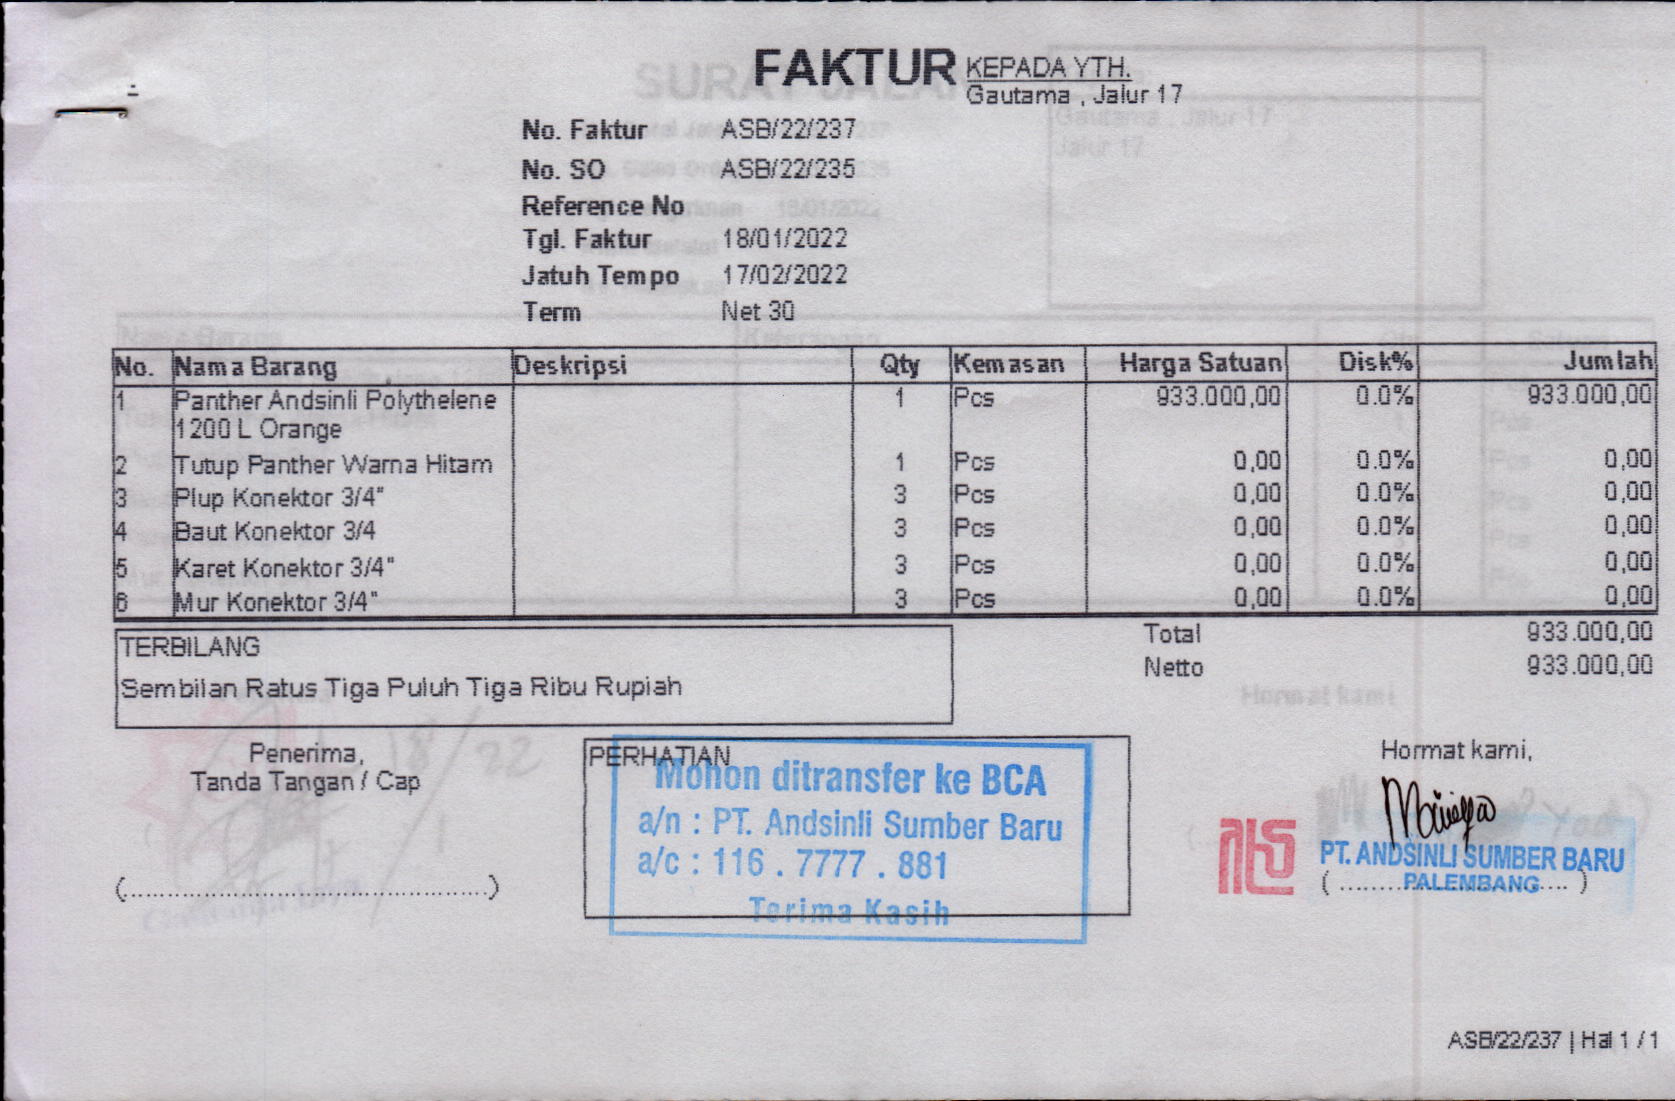 FAKTUR
KEPADA YTH.
Gautama , Jalur 17
No. Faktur ASB/22/237
No. SO ASB/22/235
Reference No
Tgl. Faktur 18/01/2022
Jatuh Tempo 17/02/2022
Term Net 30
No. Nama Barang Deskripsi Qty Kemasan Harga Satuan Disk% Jumlah
1 Panther Andsinli Polythelene 1 Pcs 933.000,00 0.0% 933.000,00
1200 L Orange
2 Tutup Panther Warna Hitam 1 Pcs 0,00 0.0% 0,00
3 Plup Konektor 3/4" 3 Pcs 0,00 0.0% 0,00
4 Baut Konektor 3/4 3 Pcs 0,00 0.0% 0,00
5 Karet Konektor 3/4" 3 Pcs 0,00 0.0% 0,00
6 Mur Konektor 3/4" 3 Pcs 0,00 0.0% 0,00
Total 933.000,00
Netto 933.000,00
TERBILANG
Sembilan Ratus Tiga Puluh Tiga Ribu Rupiah
Penerima,
Tanda Tangan / Cap
(................................................)
PERHATIAN
Mohon ditransfer ke BCA
a/n : PT. Andsinli Sumber Baru
a/c : 116 . 7777 . 881
Terima Kasih
Hormat kami,
PT. ANDSINLI SUMBER BARU
PALEMBANG
ASB/22/237 | Hal 1 / 1